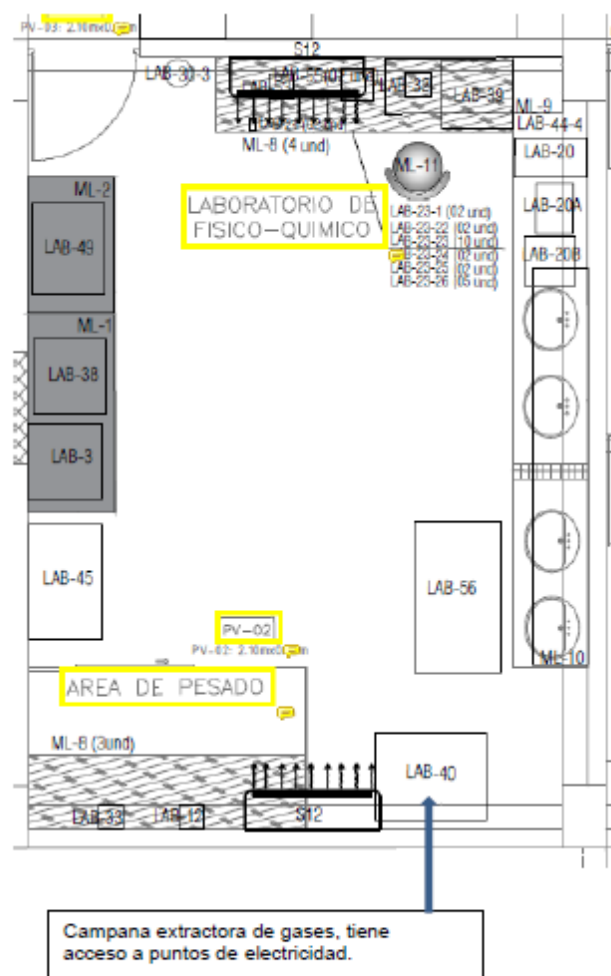 PV-03: 2.10mx0
S12
LAB-30-3
LAB-55 (02 und)
LAB-32
LAB-39
ML-9
LAB-44-4
ML-8 (4 und)
LAB-20
ML-11
ML-2
LAB-20A
LABORATORIO DE
FISICO-QUIMICO
LAB-23-1 (02 und)
LAB-23-22 (02 und)
LAB-23-23 (10 und)
LAB-23-24 (02 und)
LAB-23-25 (02 und)
LAB-23-26 (05 und)
LAB-49
LAB-20B
ML-1
LAB-38
LAB-3
LAB-45
LAB-56
PV-02
PV-02: 2.10mx0
ML-10
AREA DE PESADO
ML-8 (3und)
LAB-40
LAB-33
LAB-12
S12
Campana extractora de gases, tiene
acceso a puntos de electricidad.